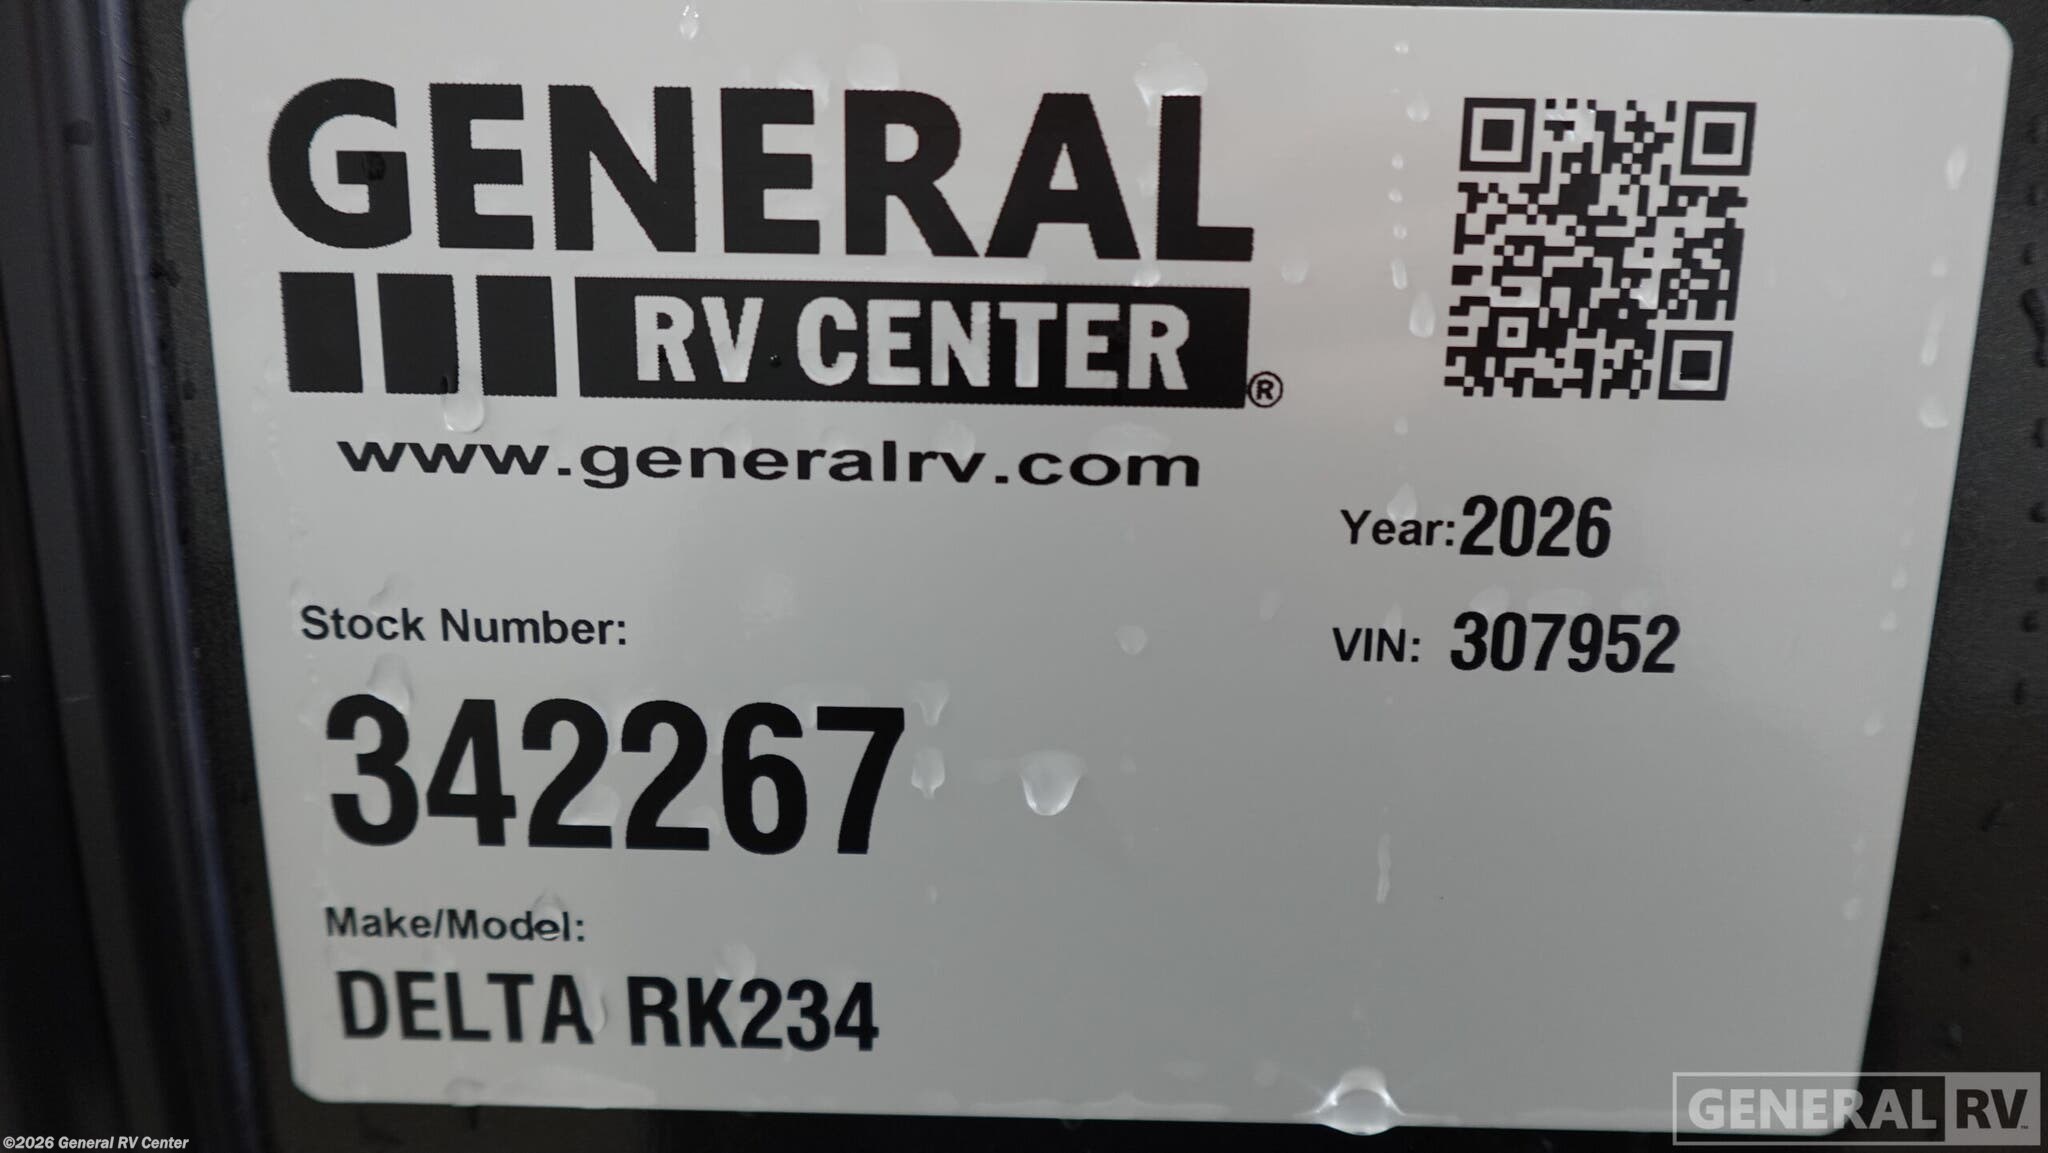 GENERAL
RV CENTER®
www.generalrv.com
Year: 2026
VIN: 307952
Stock Number:
342267
Make/Model:
DELTA RK234
©2026 General RV Center
GENERAL RV™